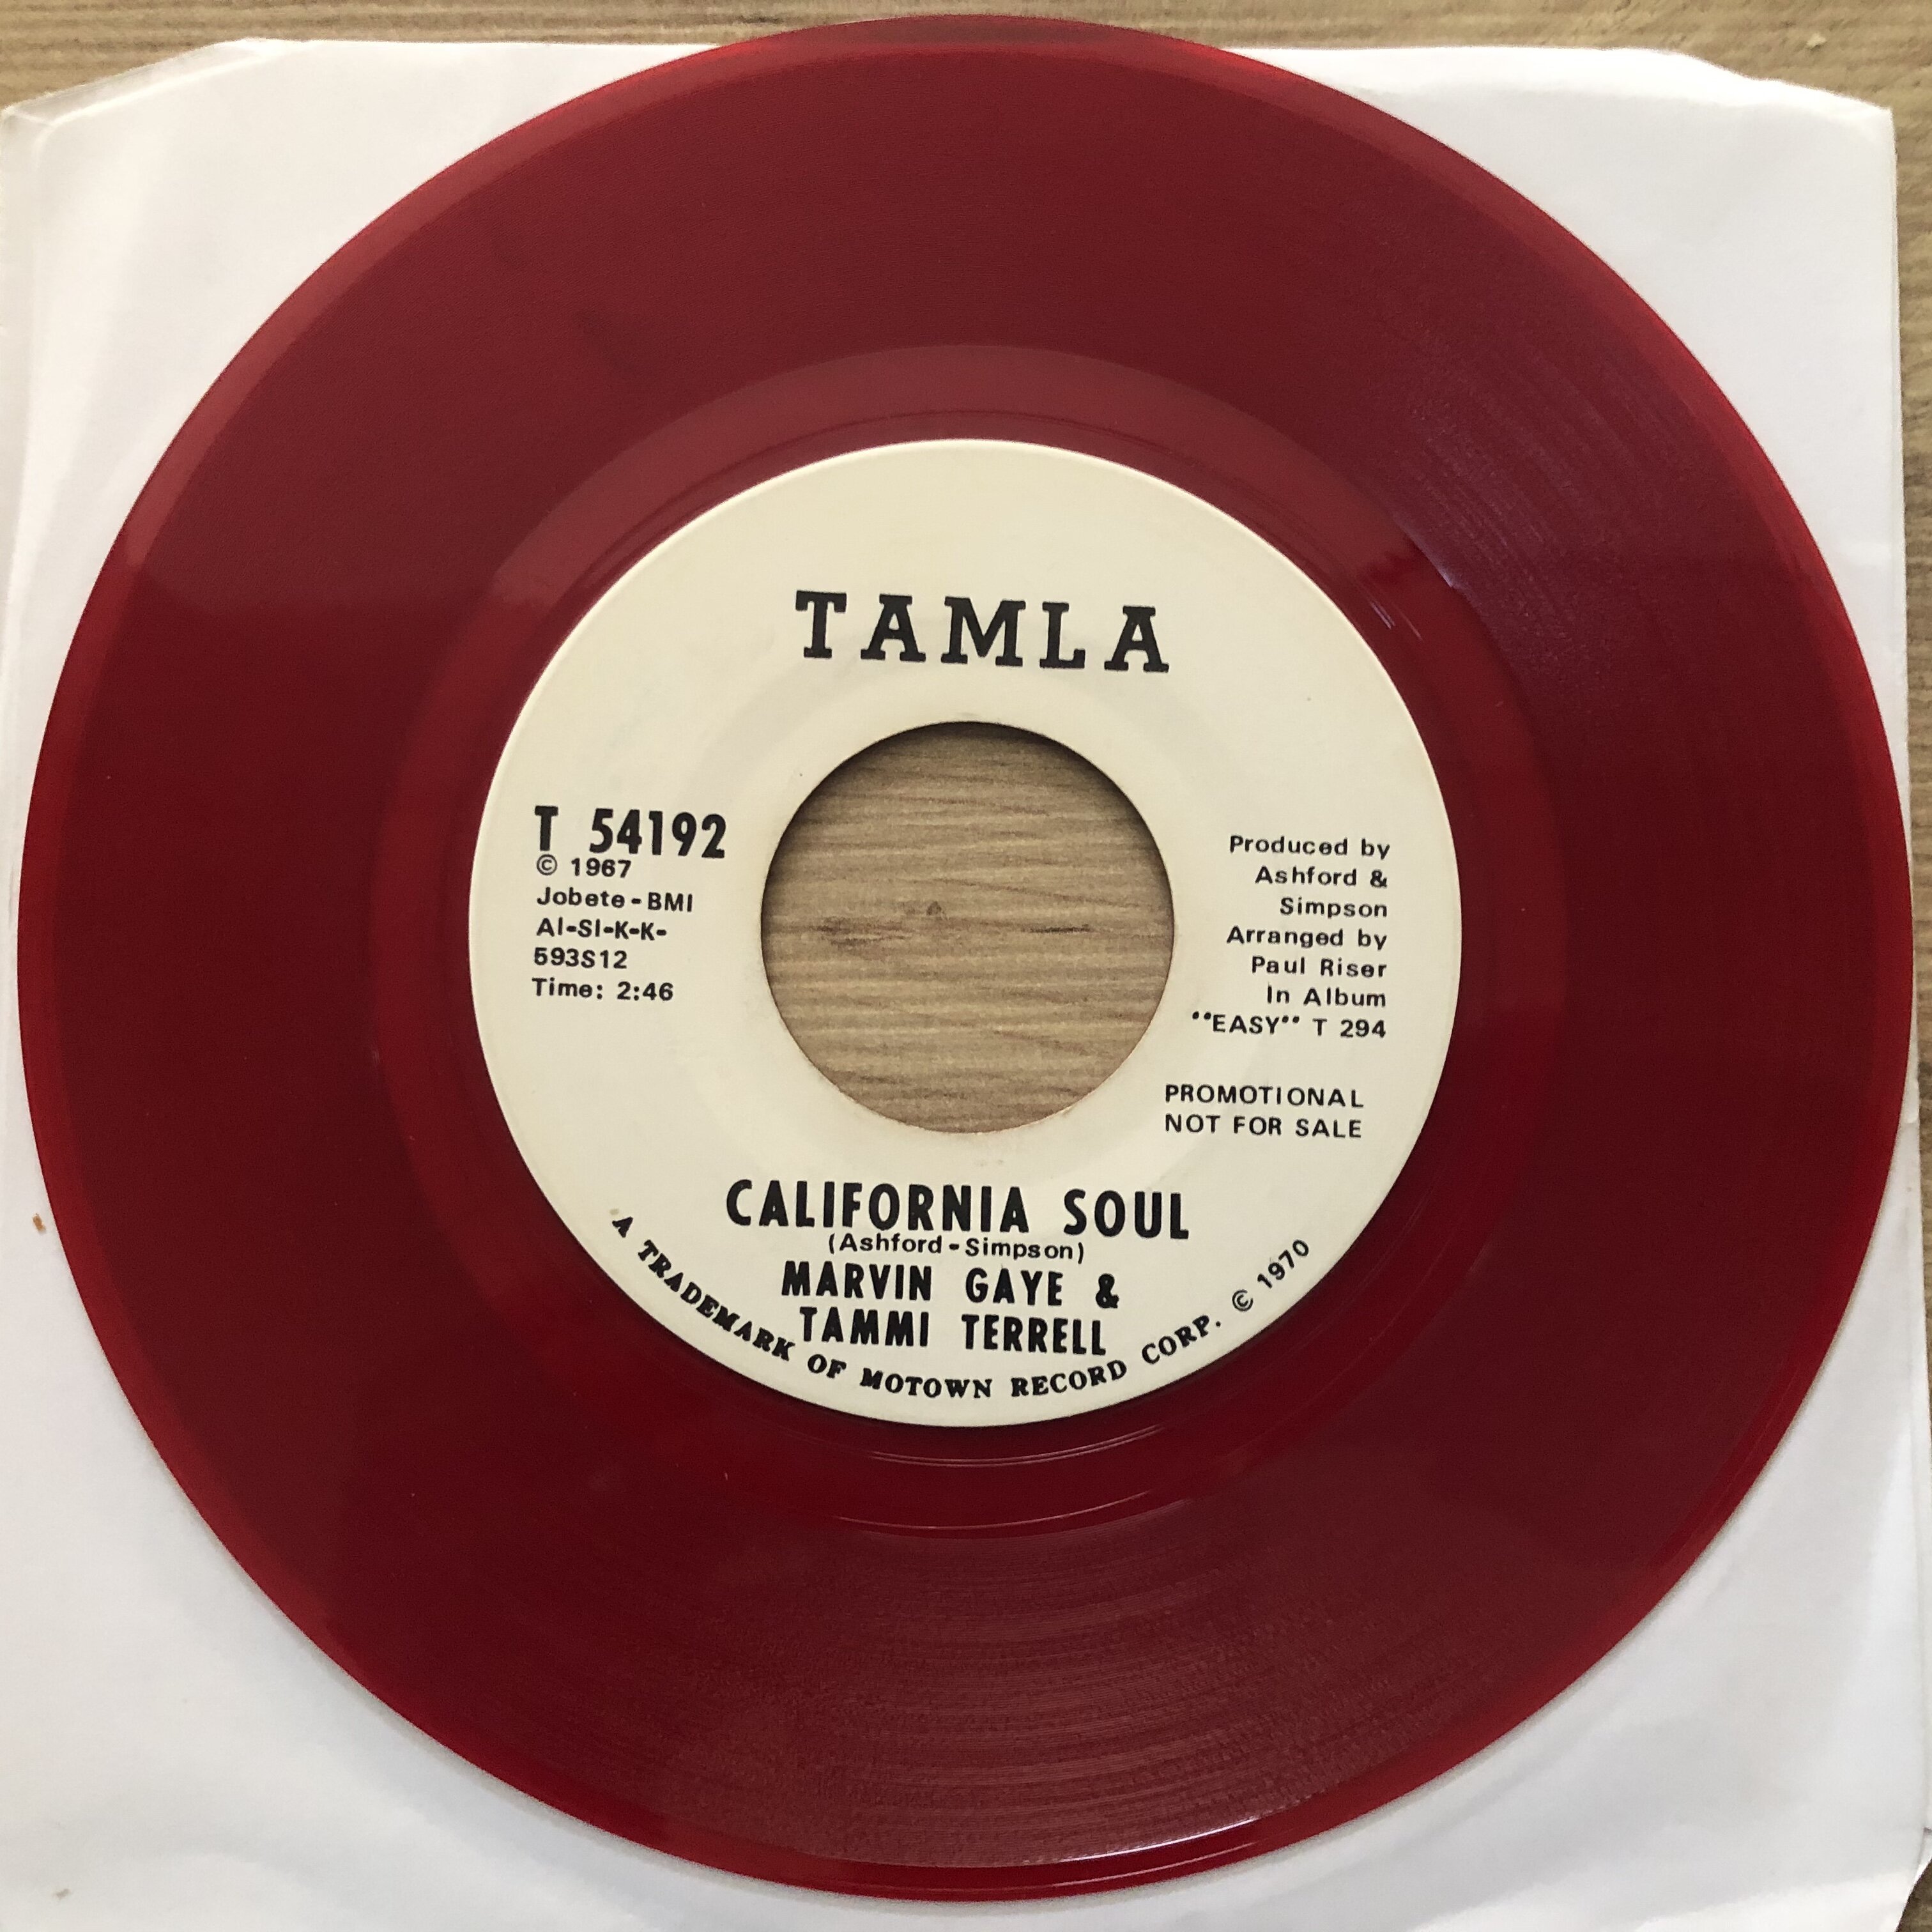 TAMLA
T 54192
© 1967
Jobete-BMI
AI-SI-K-K-
593S12
Time: 2:46
Produced by
Ashford &
Simpson
Arranged by
Paul Riser
In Album
"EASY" T 294
PROMOTIONAL
NOT FOR SALE
CALIFORNIA SOUL
(Ashford-Simpson)
MARVIN GAYE &
TAMMI TERRELL
A TRADEMARK OF MOTOWN RECORD CORP. © 1970